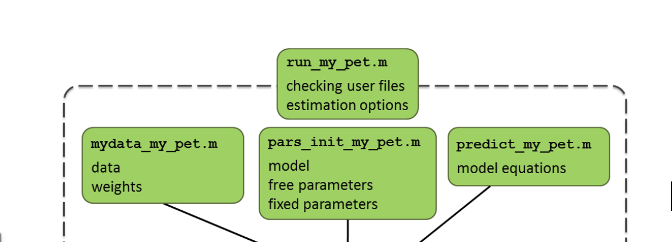 run_my_pet.m
checking user files
estimation options
mydata_my_pet.m
data
weights
pars_init_my_pet.m
model
free parameters
fixed parameters
predict_my_pet.m
model equations